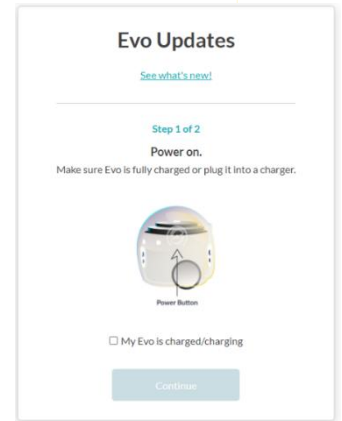 Evo Updates
See what's new!
Step 1 of 2
Power on.
Make sure Evo is fully charged or plug it into a charger.
Power Button
My Evo is charged/charging
Continue